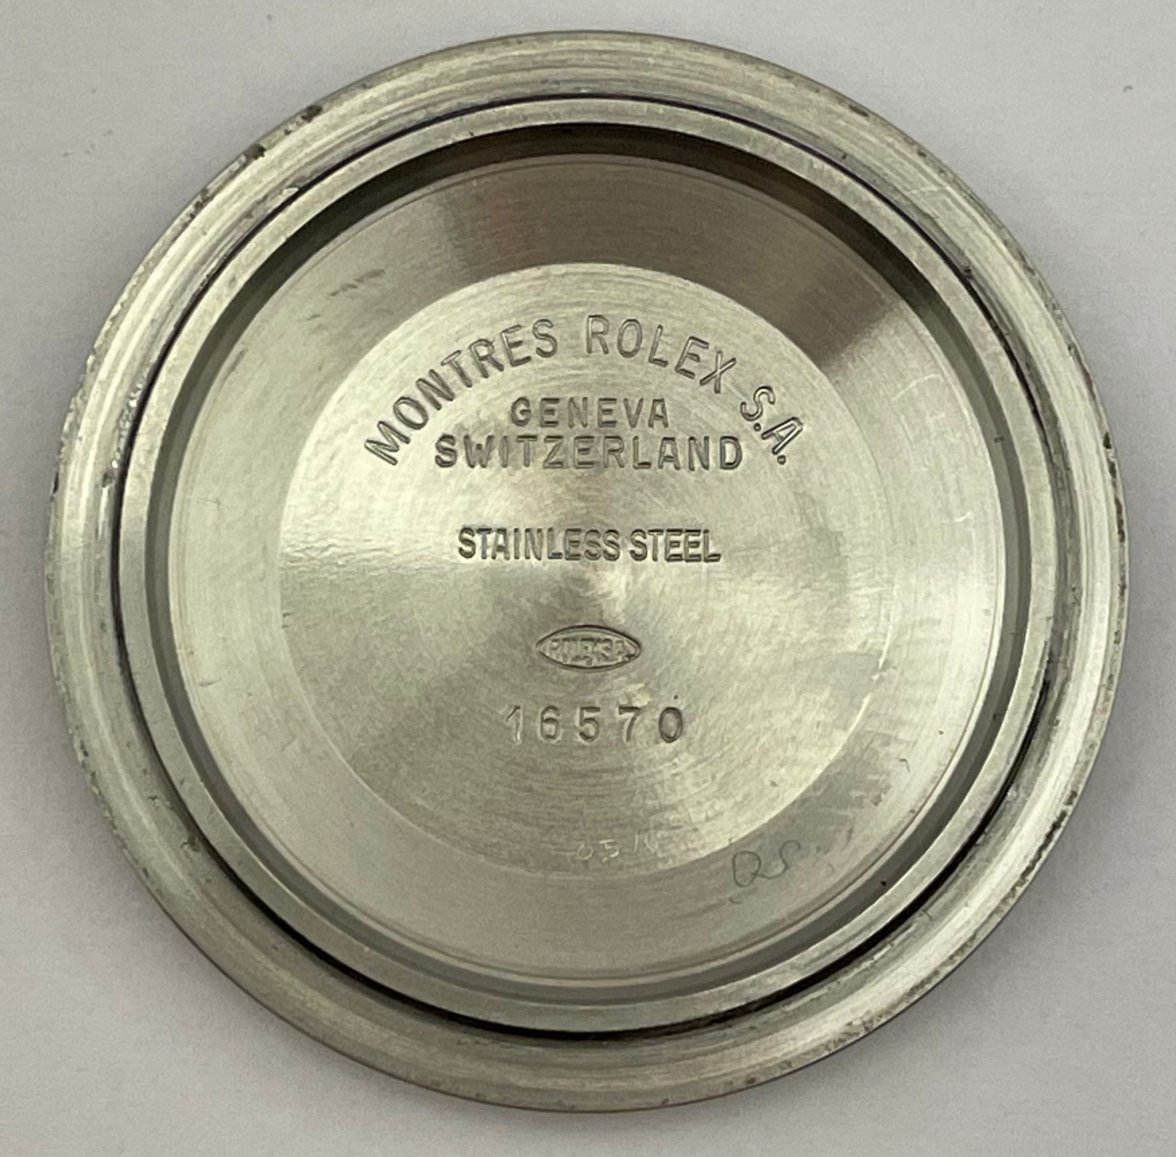 MONTRES ROLEX S.A.
GENEVA
SWITZERLAND
STAINLESS STEEL
16570